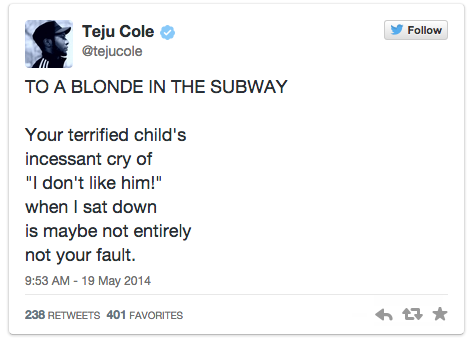 Teju Cole
Follow
@tejucole
TO A BLONDE IN THE SUBWAY
Your terrified child's
incessant cry of
"I don't like him!"
when I sat down
is maybe not entirely
not your fault.
9:53 AM - 19 May 2014
238 RETWEETS 401 FAVORITES